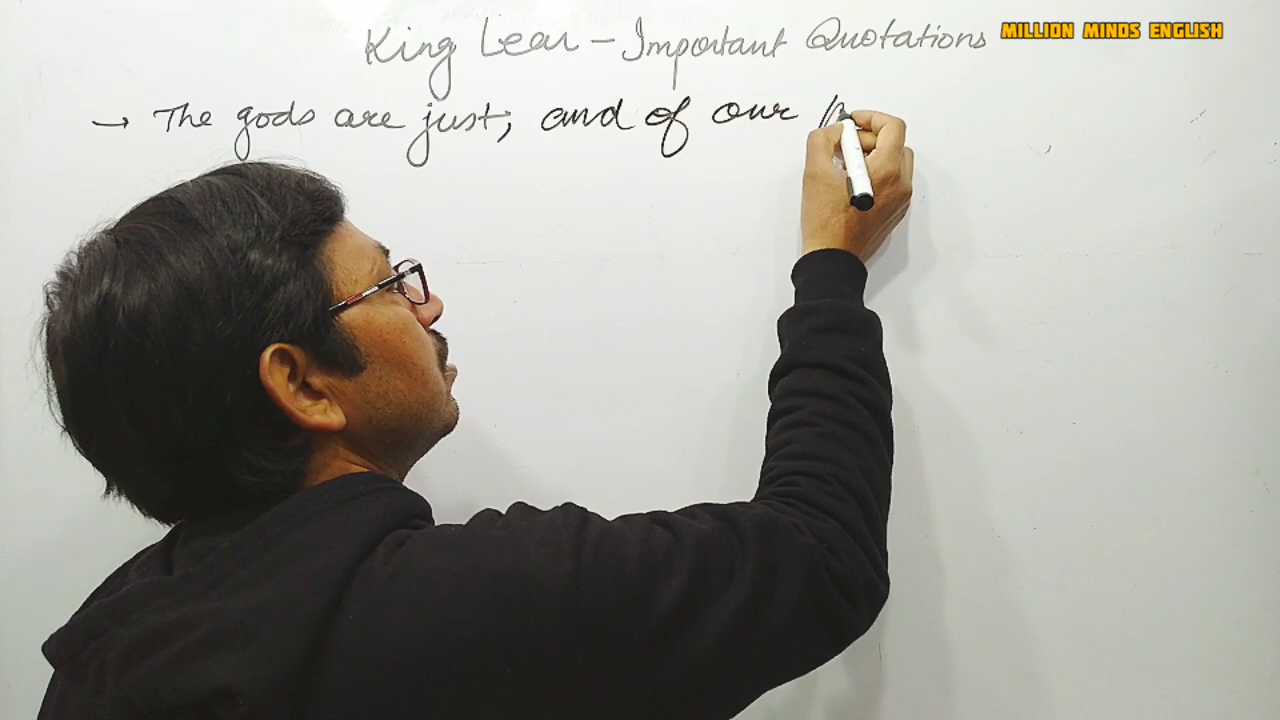 King Lear - Important Quotations
MILLION MINDS ENGLISH
→ The gods are just; and of our